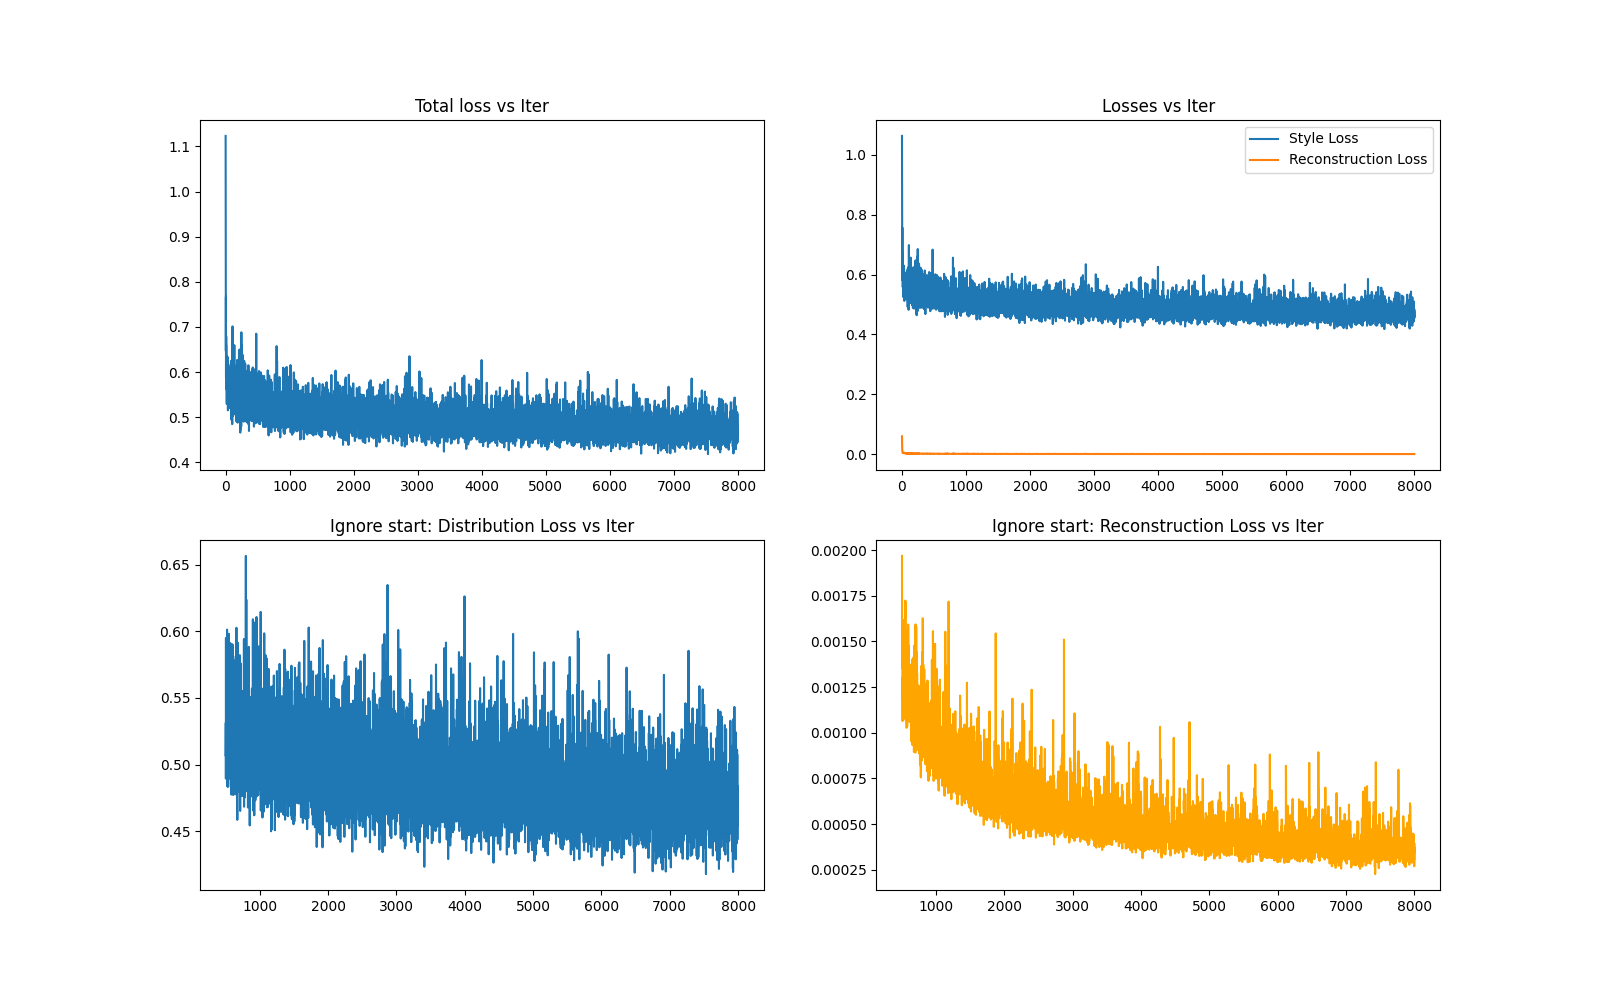 Total loss vs Iter
1.1
1.0
0.9
0.8
0.7
0.6
0.5
0.4
0 1000 2000 3000 4000 5000 6000 7000 8000
Losses vs Iter
Style Loss
Reconstruction Loss
1.0
0.8
0.6
0.4
0.2
0.0
0 1000 2000 3000 4000 5000 6000 7000 8000
Ignore start: Distribution Loss vs Iter
0.65
0.60
0.55
0.50
0.45
1000 2000 3000 4000 5000 6000 7000 8000
Ignore start: Reconstruction Loss vs Iter
0.00200
0.00175
0.00150
0.00125
0.00100
0.00075
0.00050
0.00025
1000 2000 3000 4000 5000 6000 7000 8000